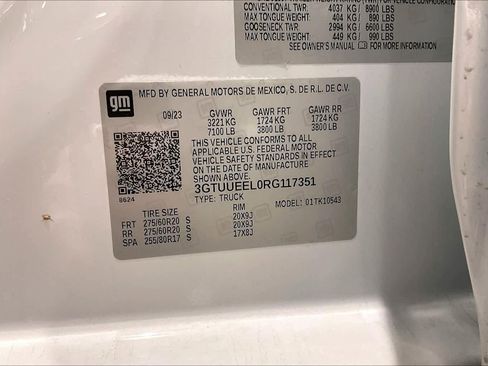 CONVENTIONAL TWR: 4037 KG/ 8900 LBS
MAX TONGUE WT: 404 KG / 890 LBS
GOOSENECK TWR: 2994 KG/ 6600 LBS
MAX TONGUE WT: 449 KG / 990 LBS
SEE OWNER'S MANUAL FOR MORE
gm
MFD BY GENERAL MOTORS DE MEXICO, S. DE R.L. DE C.V.
09/23 GVWR GAWR FRT GAWR RR
3221 KG 1724 KG 1724 KG
7100 LB 3800 LB 3800 LB
THIS VEHICLE CONFORMS TO ALL
APPLICABLE U.S. FEDERAL MOTOR
VEHICLE SAFETY STANDARDS IN EFFECT ON
THE DATE OF MANUFACTURE SHOWN ABOVE.
3GTUUEEL0RG117351
8624 TYPE: TRUCK MODEL: 01TK10543
TIRE SIZE RIM
FRT 275/60R20 S 20X9J
RR 275/60R20 S 20X9J
SPA 255/80R17 S 17X8J